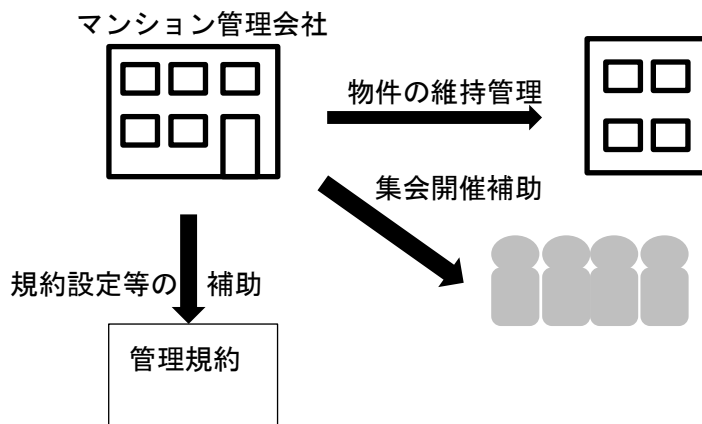 マンション管理会社
物件の維持管理
集会開催補助
規約設定等の 補助
管理規約